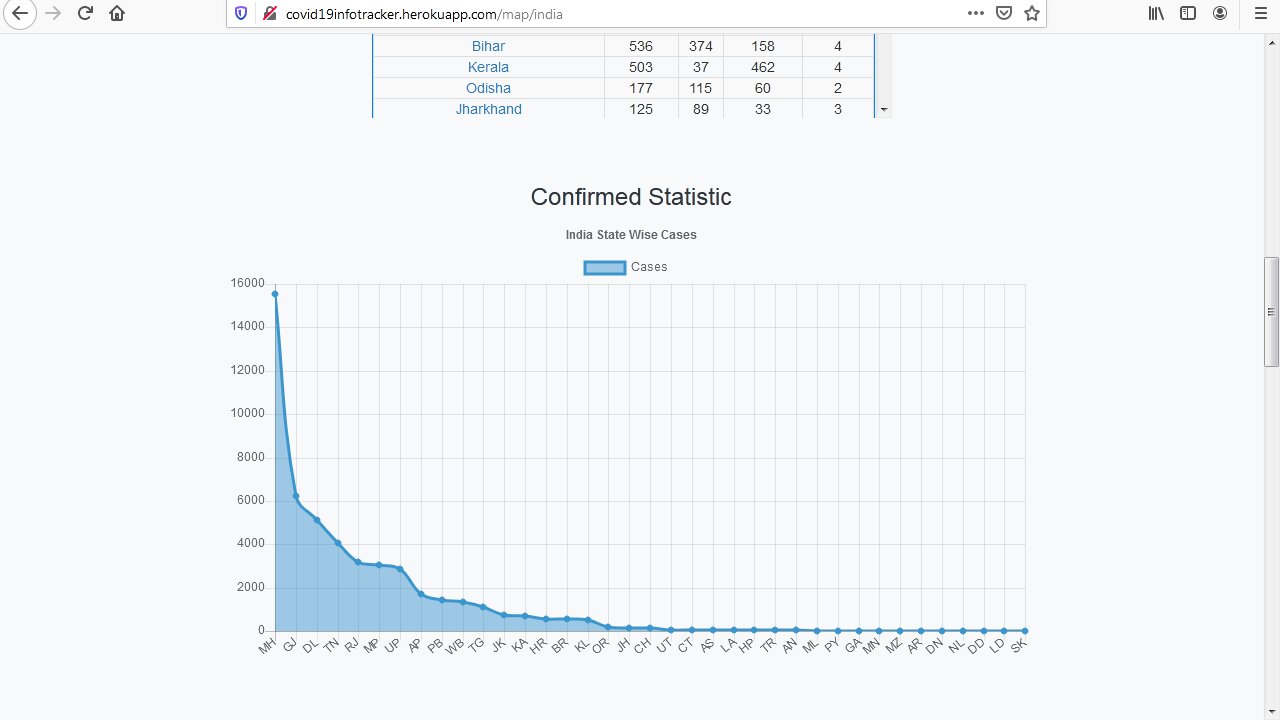 covid19infotracker.herokuapp.com/map/india
Bihar 536 374 158 4
Kerala 503 37 462 4
Odisha 177 115 60 2
Jharkhand 125 89 33 3
Confirmed Statistic
India State Wise Cases
Cases
16000
14000
12000
10000
8000
6000
4000
2000
0
MH GJ DL TN RJ MP UP AP PB WB TG JK KA HR BR KL OR JH CH UT CT AS LA HP TR AN ML PY GA MN MZ AR DN NL DD LD SK